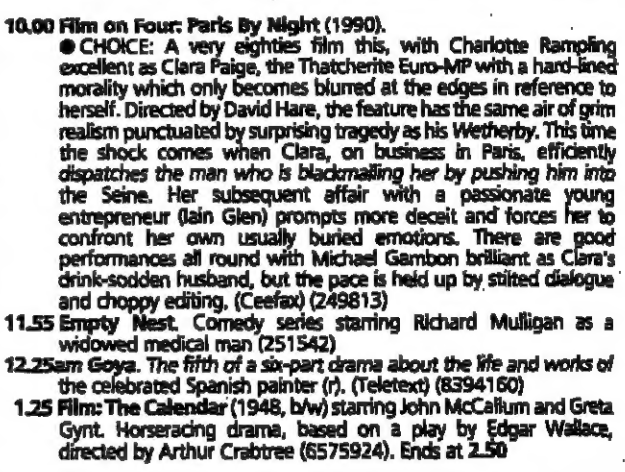 10.00 Film on Four: Paris By Night (1990).
● CHOICE: A very eighties film this, with Charlotte Rampling
excellent as Clara Paige, the Thatcherite Euro-MP with a hard-lined
morality which only becomes blurred at the edges in reference to
herself. Directed by David Hare, the feature has the same air of grim
realism punctuated by surprising tragedy as his Wetherby. This time
the shock comes when Clara, on business in Paris, efficiently
dispatches the man who is blackmailing her by pushing him into
the Seine. Her subsequent affair with a passionate young
entrepreneur (Iain Glen) prompts more deceit and forces her to
confront her own usually buried emotions. There are good
performances all round with Michael Gambon brilliant as Clara's
drink-sodden husband, but the pace is held up by stilted dialogue
and choppy editing. (Ceefax) (249813)
11.55 Empty Nest. Comedy series starring Richard Mulligan as a
widowed medical man (251542)
12.25am Goya. The fifth of a six-part drama about the life and works of
the celebrated Spanish painter (r). (Teletext) (8394160)
1.25 Film: The Calendar (1948, b/w) starring John McCallum and Greta
Gynt. Horseracing drama, based on a play by Edgar Wallace,
directed by Arthur Crabtree (6575924). Ends at 2.50